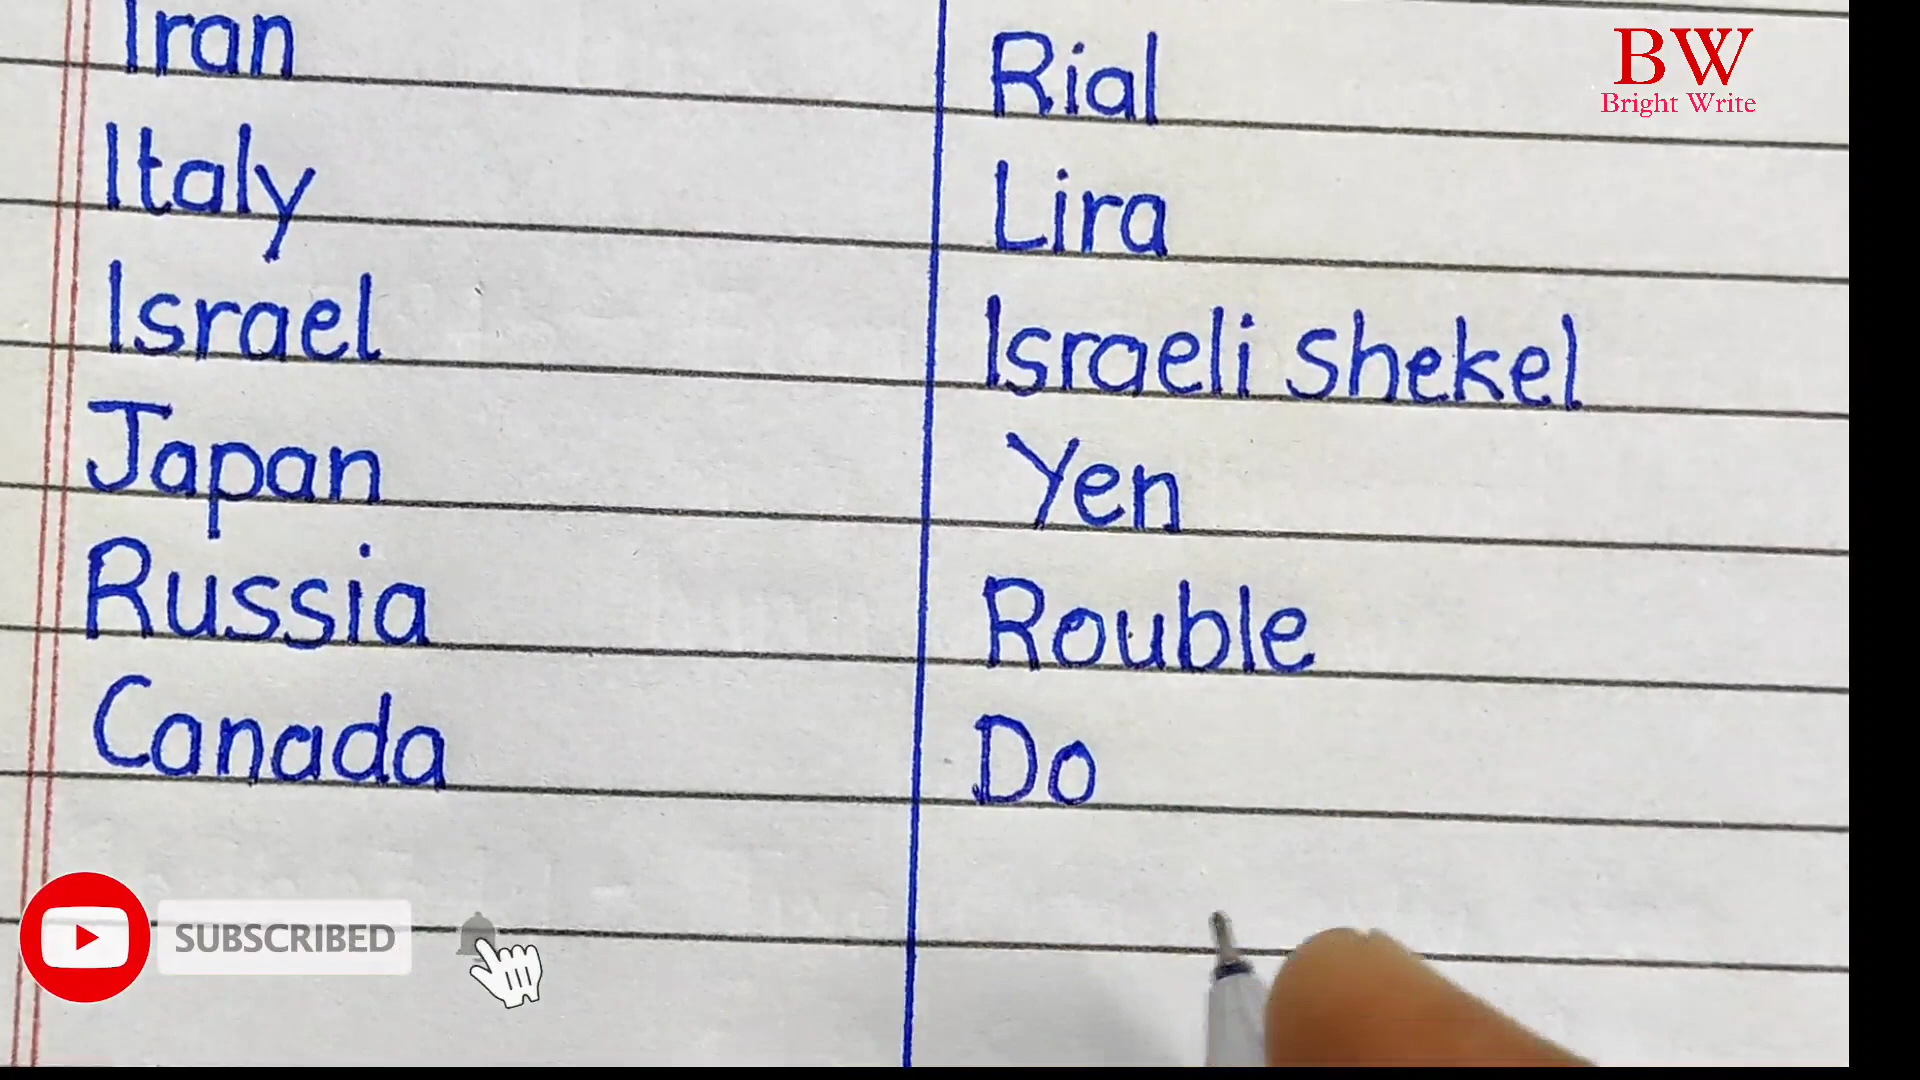 Iran Rial
Italy Lira
Israel Israeli Shekel
Japan Yen
Russia Rouble
Canada Do
BW
Bright Write
SUBSCRIBED